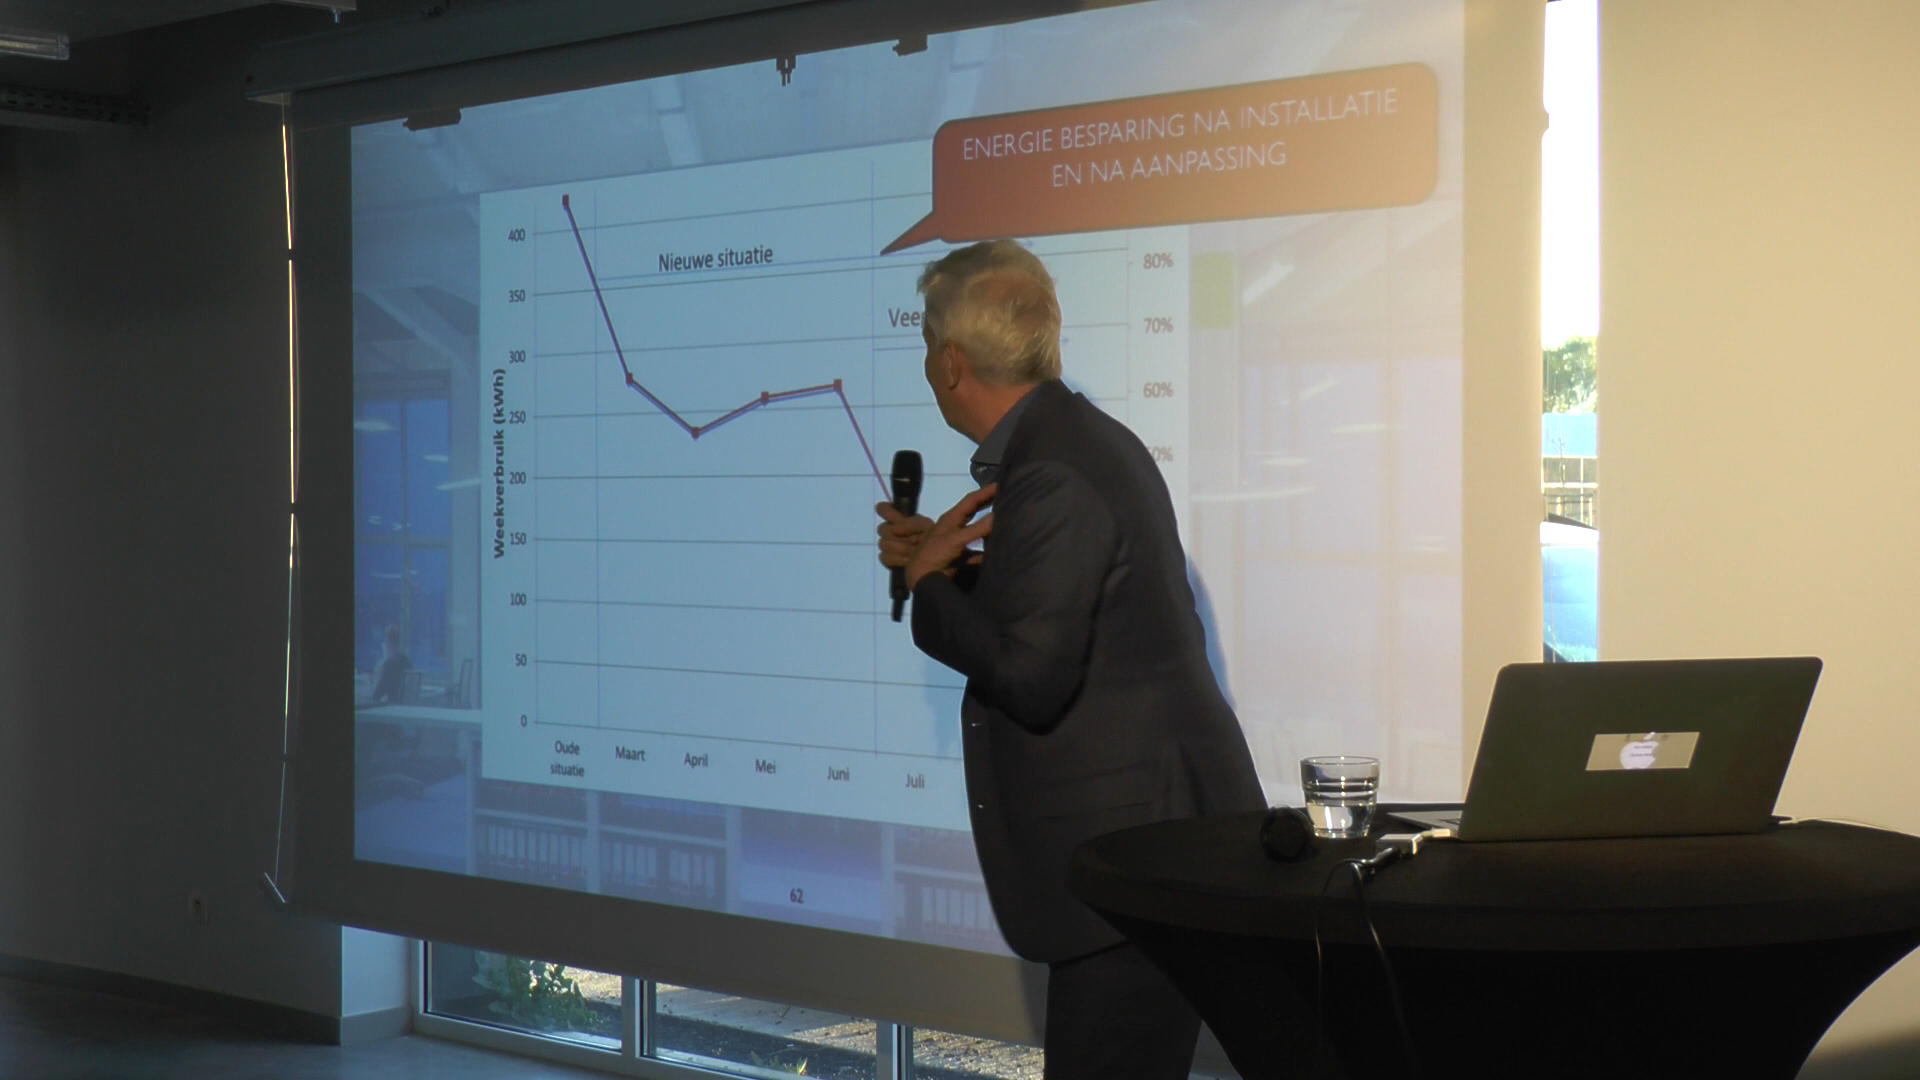 ENERGIE BESPARING NA INSTALLATIE
EN NA AANPASSING
Nieuwe situatie
Weekverbruik (kWh)
400
350
300
250
200
150
100
50
0
80%
70%
60%
Oude
situatie
Maart
April
Mei
Juni
Juli
62